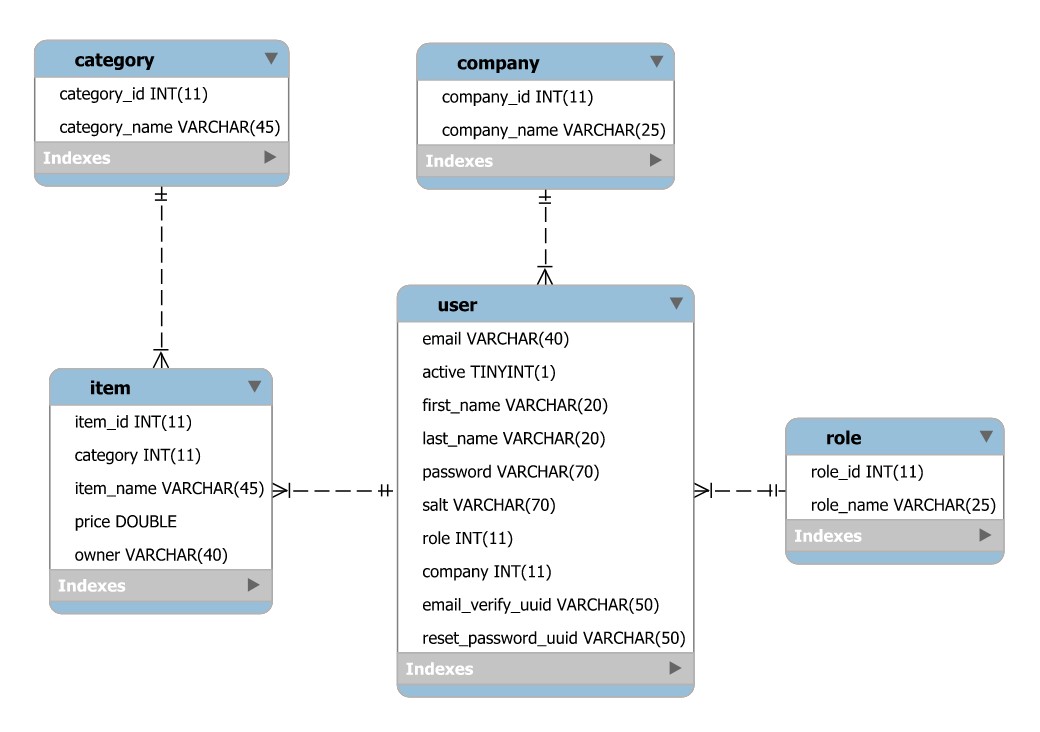 category
category_id INT(11)
category_name VARCHAR(45)
Indexes
company
company_id INT(11)
company_name VARCHAR(25)
Indexes
item
item_id INT(11)
category INT(11)
item_name VARCHAR(45)
price DOUBLE
owner VARCHAR(40)
Indexes
user
email VARCHAR(40)
active TINYINT(1)
first_name VARCHAR(20)
last_name VARCHAR(20)
password VARCHAR(70)
salt VARCHAR(70)
role INT(11)
company INT(11)
email_verify_uuid VARCHAR(50)
reset_password_uuid VARCHAR(50)
Indexes
role
role_id INT(11)
role_name VARCHAR(25)
Indexes